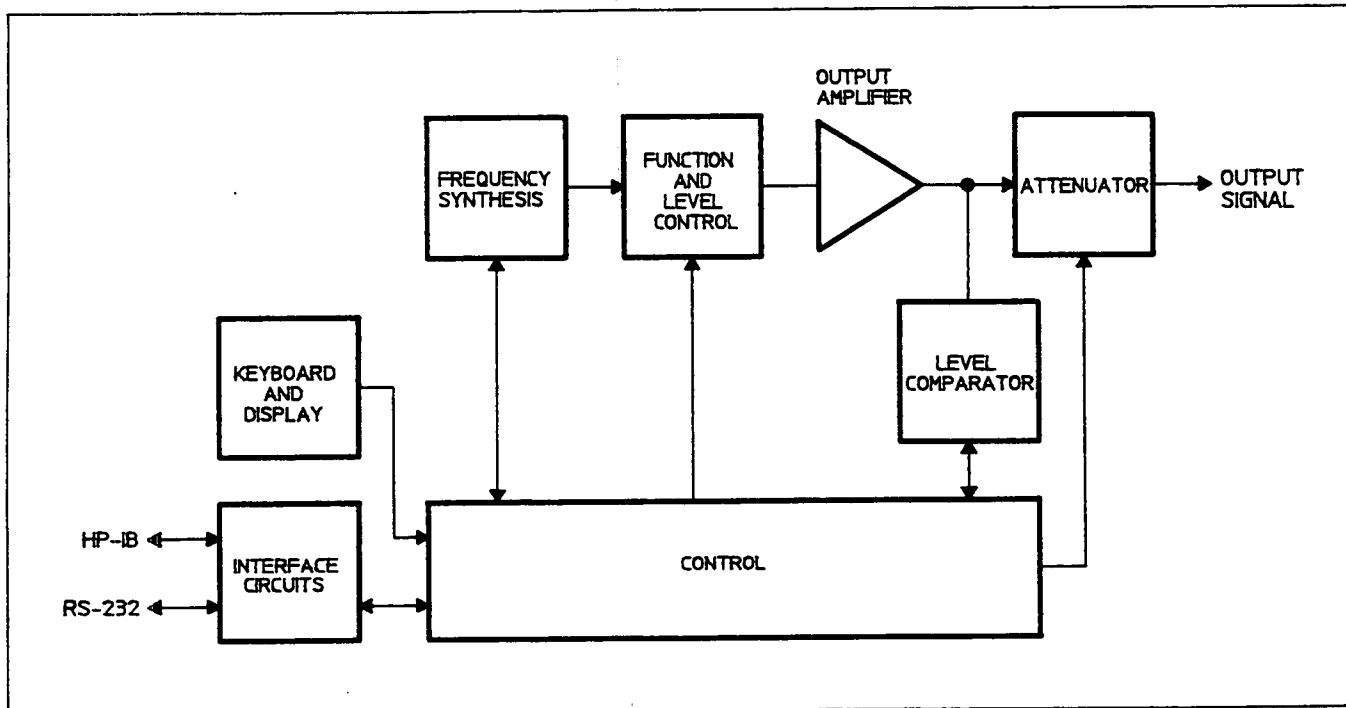 OUTPUT
AMPLIFIER
FREQUENCY
SYNTHESIS
FUNCTION
AND
LEVEL
CONTROL
ATTENUATOR
OUTPUT
SIGNAL
KEYBOARD
AND
DISPLAY
LEVEL
COMPARATOR
HP-IB
RS-232
INTERFACE
CIRCUITS
CONTROL